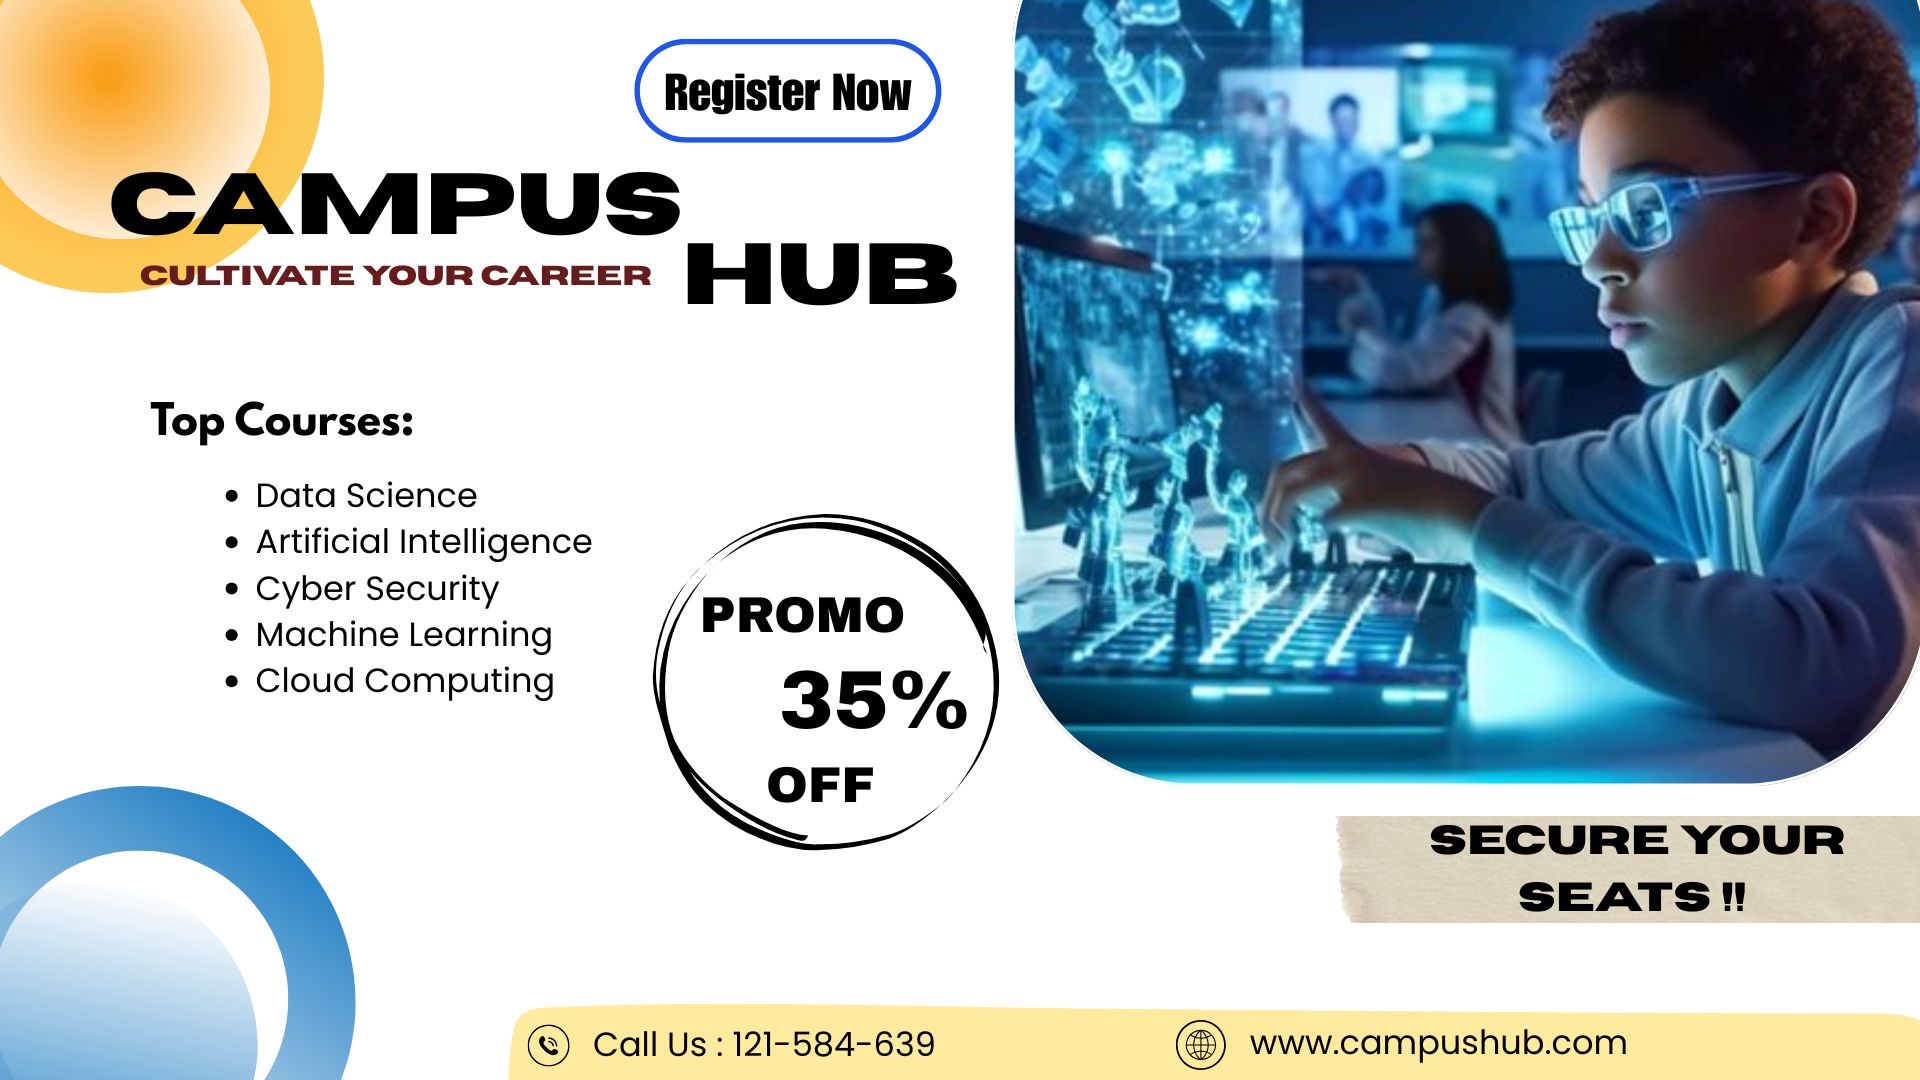 Register Now
CAMPUS
HUB
CULTIVATE YOUR CAREER
Top Courses:
• Data Science
• Artificial Intelligence
• Cyber Security
• Machine Learning
• Cloud Computing
PROMO
35%
OFF
SECURE YOUR
SEATS !!
Call Us : 121-584-639
www.campushub.com